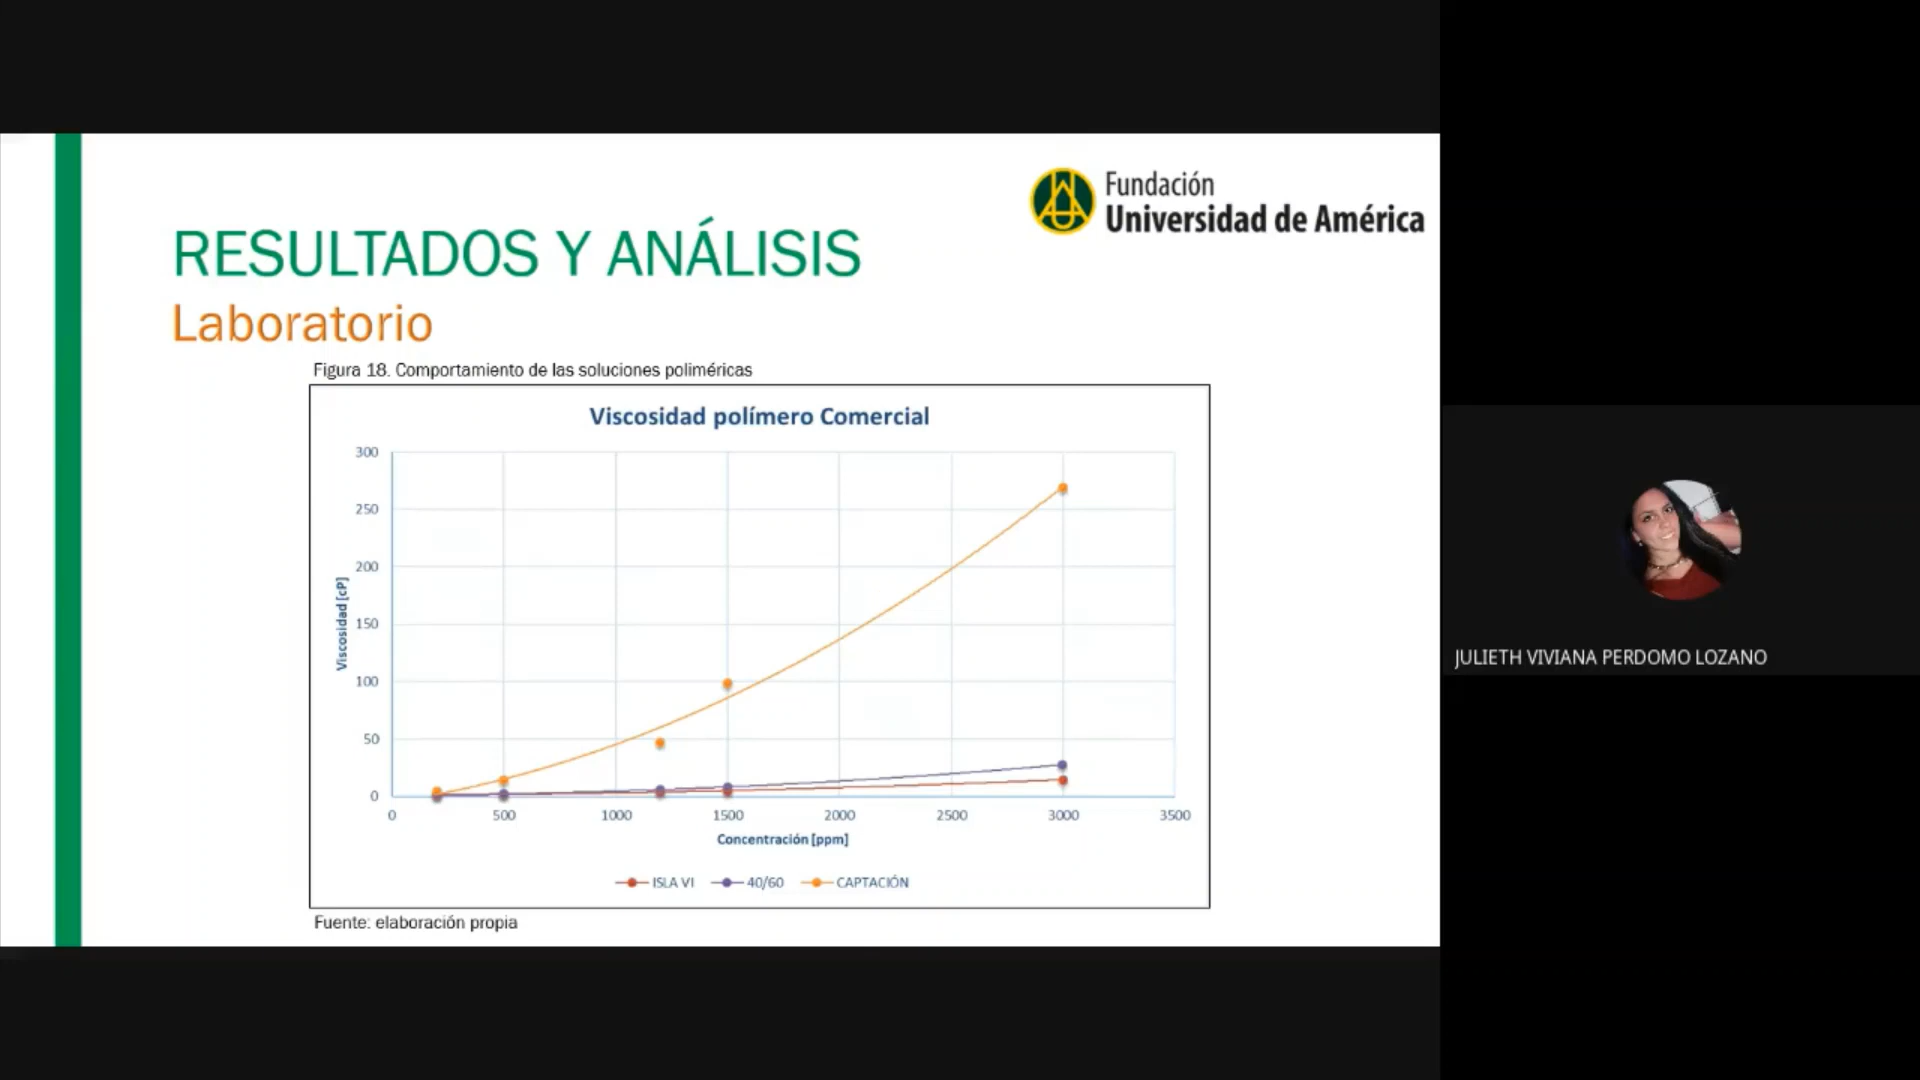 Fundación
Universidad de América
RESULTADOS Y ANÁLISIS
Laboratorio
Figura 18. Comportamiento de las soluciones poliméricas
Viscosidad polímero Comercial
300
250
200
150
100
50
0
Viscosidad [cP]
0 500 1000 1500 2000 2500 3000 3500
Concentración [ppm]
ISLA VI 40/60 CAPTACIÓN
Fuente: elaboración propia
JULIETH VIVIANA PERDOMO LOZANO